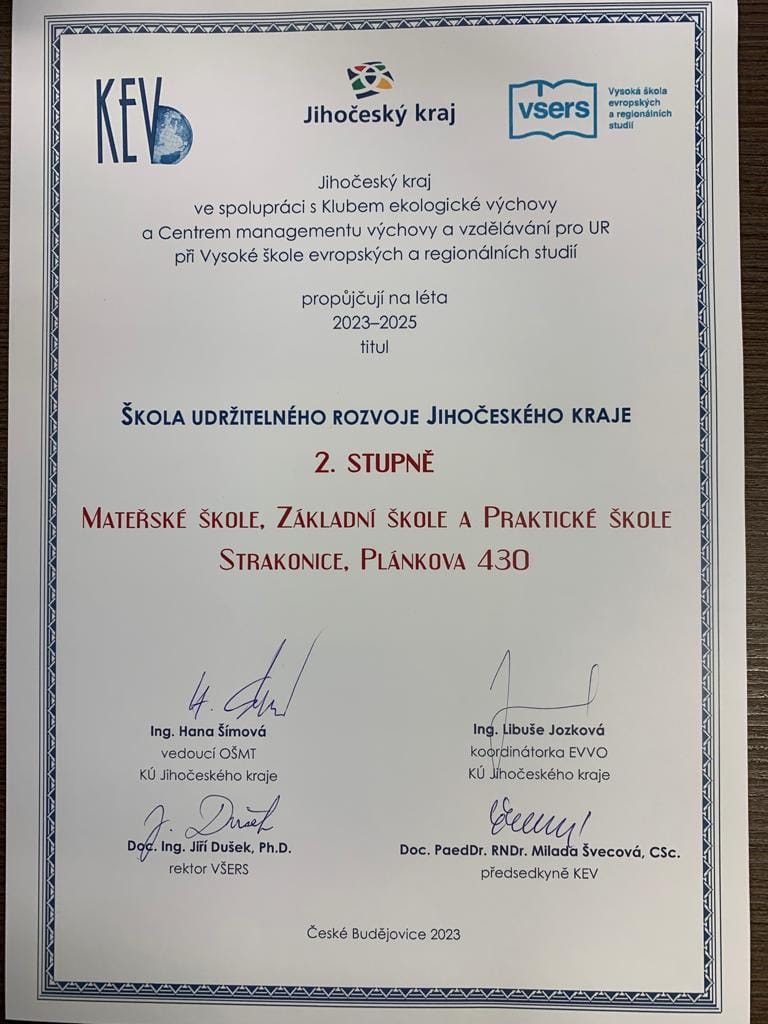 KEV
Jihočeský kraj
vsers
Vysoká škola
evropských
a regionálních
studií
Jihočeský kraj
ve spolupráci s Klubem ekologické výchovy
a Centrem managementu výchovy a vzdělávání pro UR
při Vysoké škole evropských a regionálních studií
propůjčují na léta
2023–2025
titul
Škola udržitelného rozvoje Jihočeského kraje
2. stupně
Mateřské škole, Základní škole a Praktické škole
Strakonice, Plánkova 430
Ing. Hana Šímová
vedoucí OŠMT
KÚ Jihočeského kraje
Ing. Libuše Jozková
koordinátorka EVVO
KÚ Jihočeského kraje
J. Dušek
Doc. Ing. Jiří Dušek, Ph.D.
rektor VŠERS
Doc. PaedDr. RNDr. Milada Švecová, CSc.
předsedkyně KEV
České Budějovice 2023